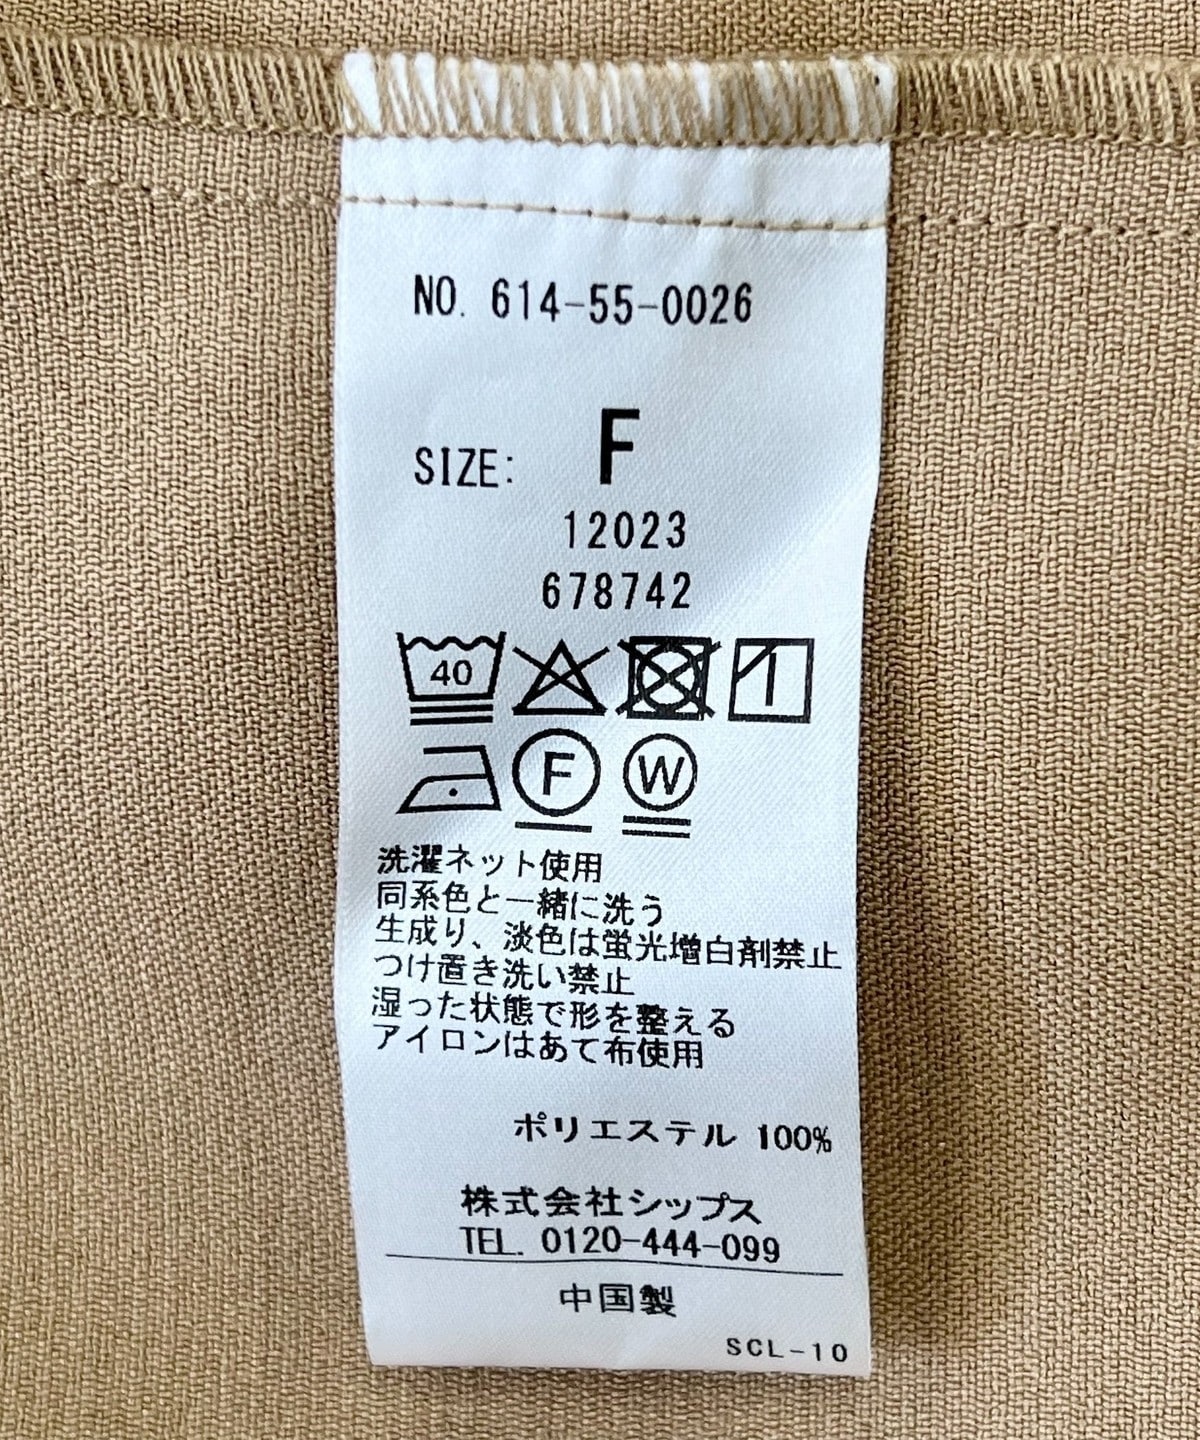 NO. 614-55-0026
SIZE: F
12023
678742
40
F W
洗濯ネット使用
同系色と一緒に洗う
生成り、淡色は蛍光増白剤禁止
つけ置き洗い禁止
湿った状態で形を整える
アイロンはあて布使用
ポリエステル 100%
株式会社シップス
TEL. 0120-444-099
中国製
SCL-10